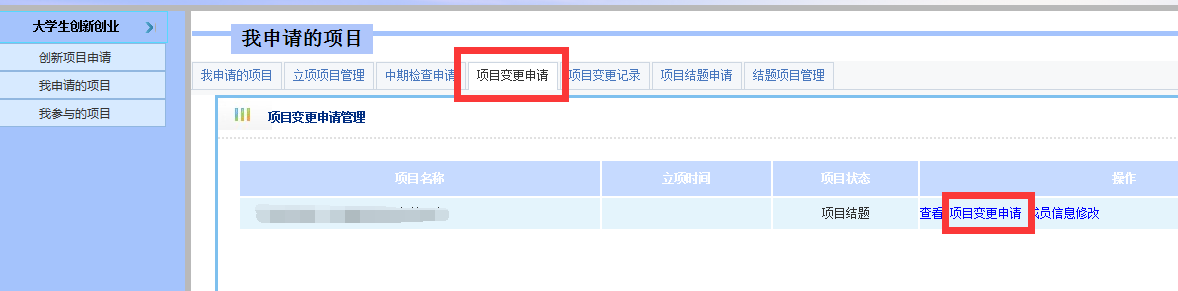 大学生创新创业
创新项目申请
我申请的项目
我参与的项目
我申请的项目
我申请的项目 立项项目管理 中期检查申请 项目变更申请 项目变更记录 项目结题申请 结题项目管理
项目变更申请管理
项目名称 立项时间 项目状态 操作
项目结题 查看 项目变更申请 成员信息修改